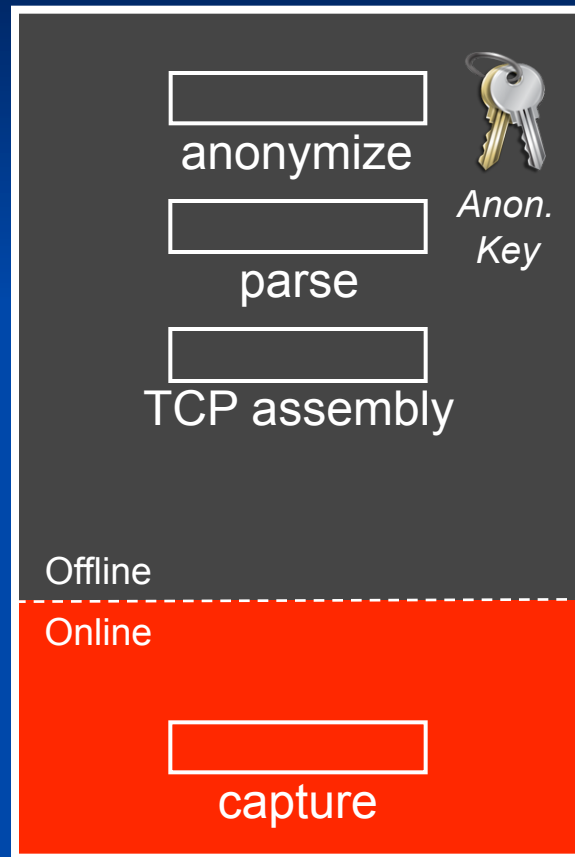 anonymize
Anon.
Key
parse
TCP assembly
Offline
Online
capture